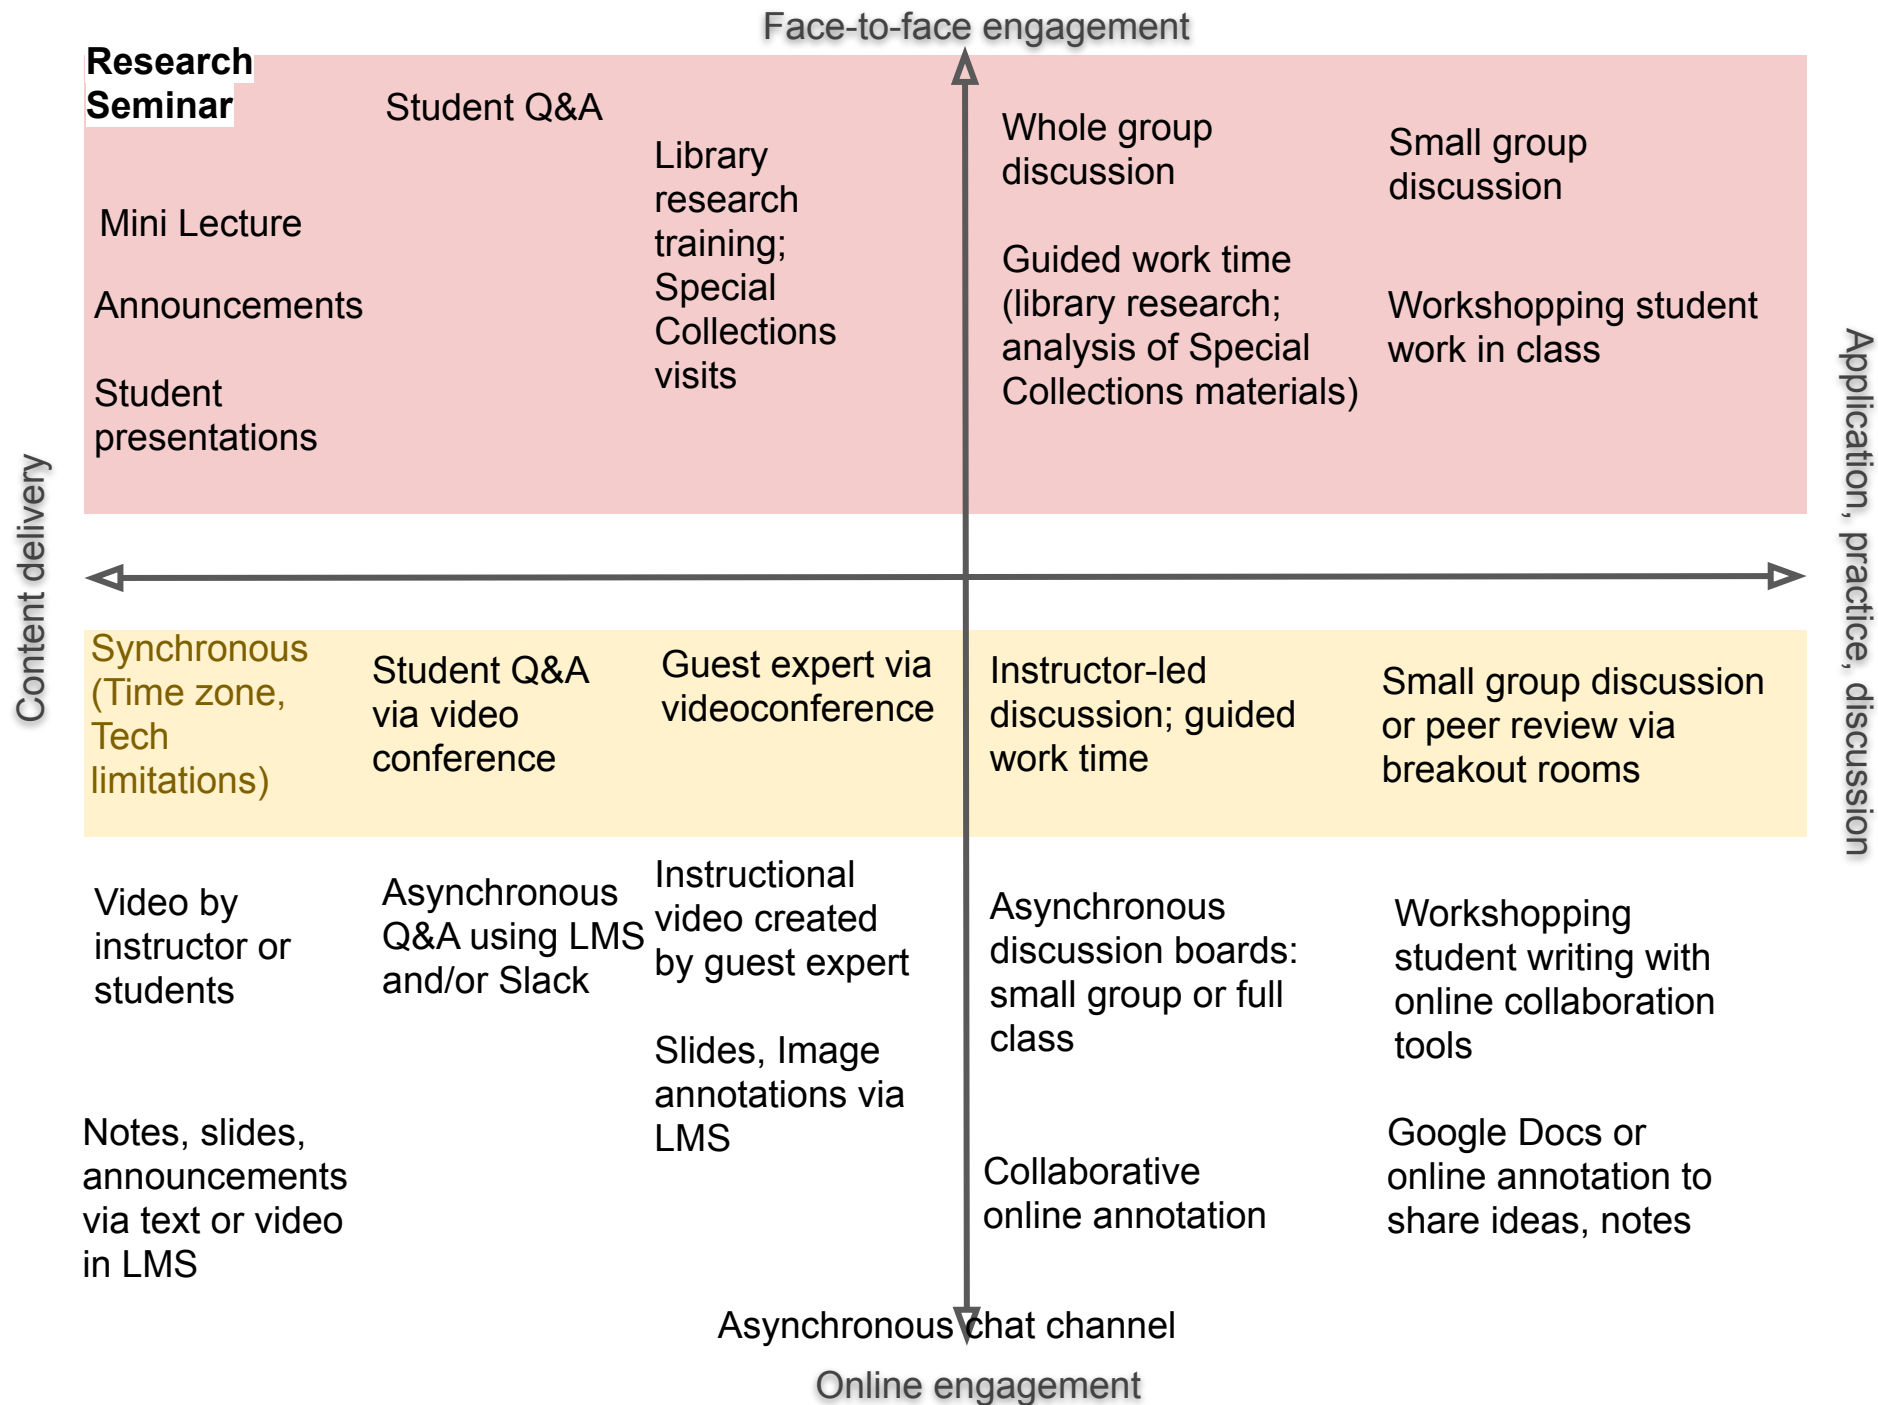 Face-to-face engagement
Research
Seminar
Student Q&A
Mini Lecture
Announcements
Student
presentations
Library
research
training;
Special
Collections
visits
Whole group
discussion
Small group
discussion
Guided work time
(library research;
analysis of Special
Collections materials)
Workshopping student
work in class
Content delivery
Application, practice, discussion
Synchronous
(Time zone,
Tech
limitations)
Student Q&A
via video
conference
Guest expert via
videoconference
Instructor-led
discussion; guided
work time
Small group discussion
or peer review via
breakout rooms
Video by
instructor or
students
Asynchronous
Q&A using LMS
and/or Slack
Instructional
video created
by guest expert
Asynchronous
discussion boards:
small group or full
class
Workshopping
student writing with
online collaboration
tools
Notes, slides,
announcements
via text or video
in LMS
Slides, Image
annotations via
LMS
Collaborative
online annotation
Google Docs or
online annotation to
share ideas, notes
Asynchronous chat channel
Online engagement